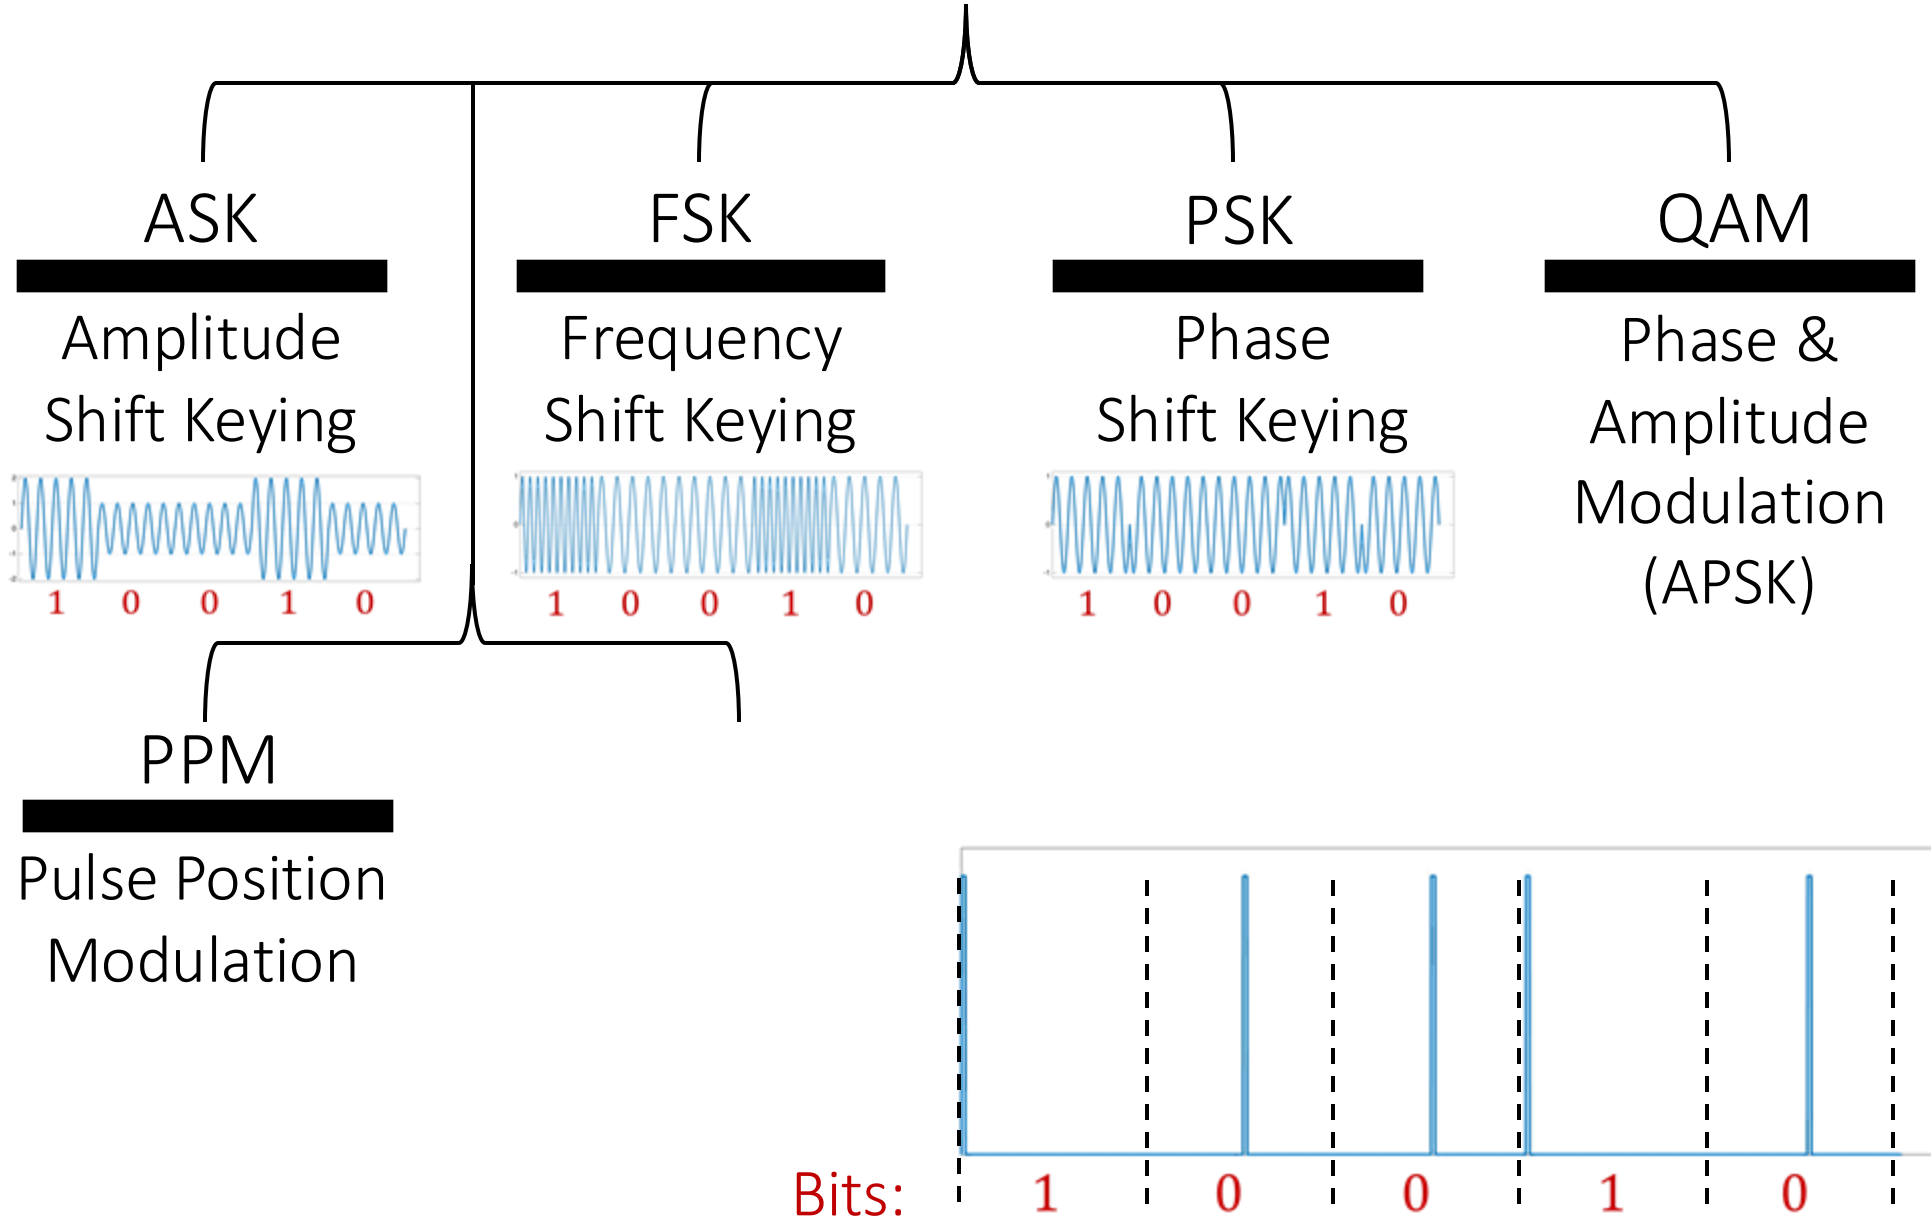 ASK
FSK
PSK
QAM
Amplitude
Shift Keying
Frequency
Shift Keying
Phase
Shift Keying
Phase &
Amplitude
Modulation
(APSK)
1 0 0 1 0
1 0 0 1 0
1 0 0 1 0
PPM
Pulse Position
Modulation
Bits: 1 0 0 1 0